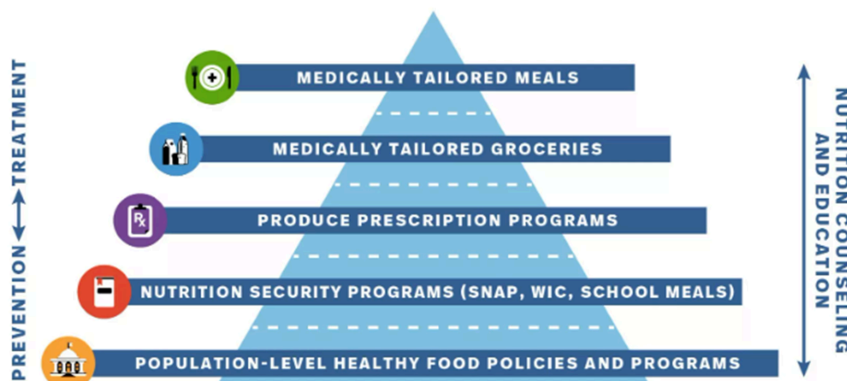 MEDICALLY TAILORED MEALS
MEDICALLY TAILORED GROCERIES
PRODUCE PRESCRIPTION PROGRAMS
NUTRITION SECURITY PROGRAMS (SNAP, WIC, SCHOOL MEALS)
POPULATION-LEVEL HEALTHY FOOD POLICIES AND PROGRAMS
PREVENTION ↔ TREATMENT
NUTRITION COUNSELING
AND EDUCATION
Rx